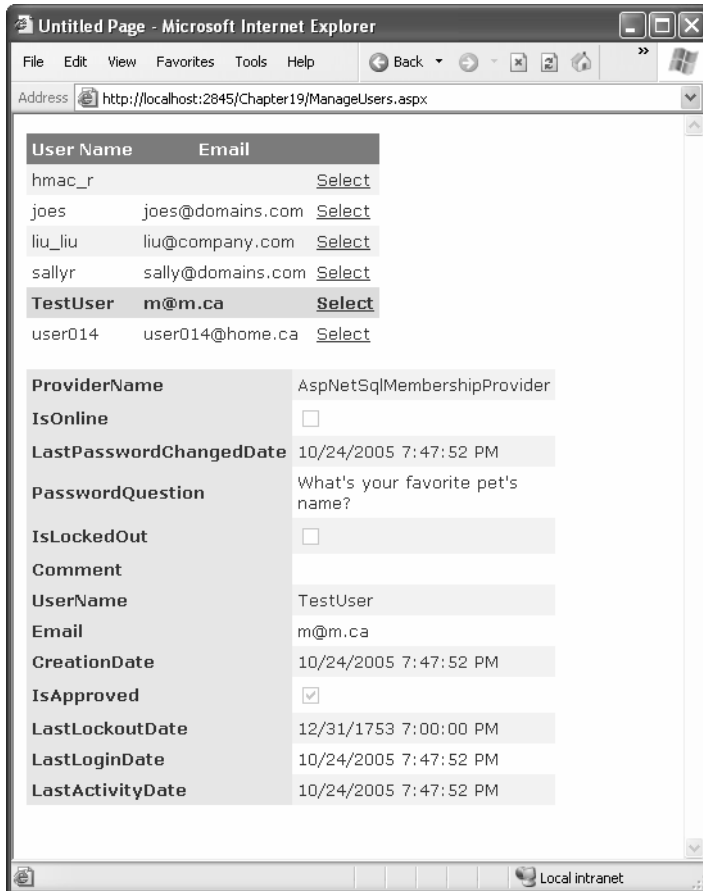 Untitled Page - Microsoft Internet Explorer
File Edit View Favorites Tools Help Back »
Address http://localhost:2845/Chapter19/ManageUsers.aspx
User Name Email
hmac_r Select
joes joes@domains.com Select
liu_liu liu@company.com Select
sallyr sally@domains.com Select
TestUser m@m.ca Select
user014 user014@home.ca Select
ProviderName AspNetSqlMembershipProvider
IsOnline
LastPasswordChangedDate 10/24/2005 7:47:52 PM
PasswordQuestion What's your favorite pet's
name?
IsLockedOut
Comment
UserName TestUser
Email m@m.ca
CreationDate 10/24/2005 7:47:52 PM
IsApproved
LastLockoutDate 12/31/1753 7:00:00 PM
LastLoginDate 10/24/2005 7:47:52 PM
LastActivityDate 10/24/2005 7:47:52 PM
Local intranet